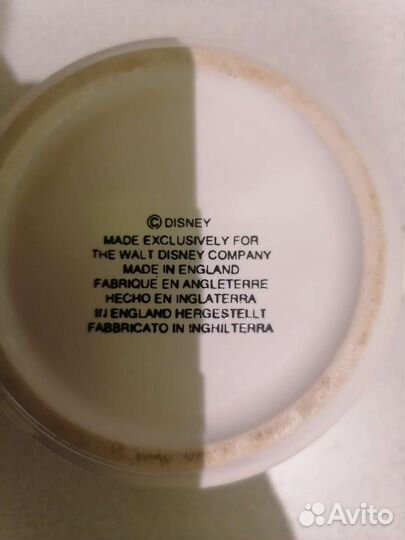 © DISNEY
MADE EXCLUSIVELY FOR
THE WALT DISNEY COMPANY
MADE IN ENGLAND
FABRIQUE EN ANGLETERRE
HECHO EN INGLATERRA
IN ENGLAND HERGESTELLT
FABBRICATO IN INGHILTERRA
Avito